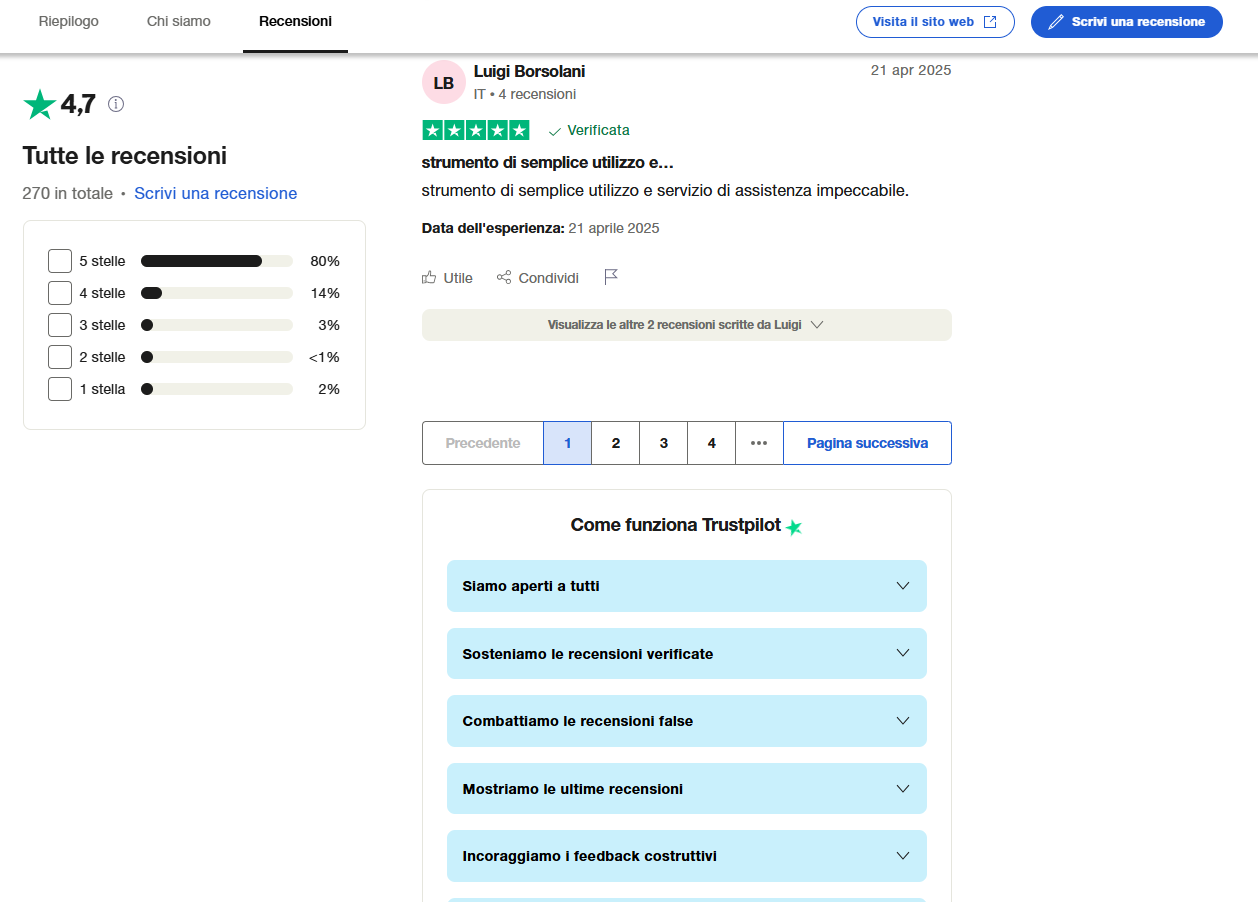 Riepilogo
Chi siamo
Recensioni
Visita il sito web
Scrivi una recensione
4,7
Tutte le recensioni
270 in totale • Scrivi una recensione
5 stelle 80%
4 stelle 14%
3 stelle 3%
2 stelle <1%
1 stella 2%
LB
Luigi Borsolani
IT • 4 recensioni
21 apr 2025
Verificata
strumento di semplice utilizzo e…
strumento di semplice utilizzo e servizio di assistenza impeccabile.
Data dell'esperienza: 21 aprile 2025
Utile
Condividi
Visualizza le altre 2 recensioni scritte da Luigi
Precedente
1
2
3
4
•••
Pagina successiva
Come funziona Trustpilot
Siamo aperti a tutti
Sosteniamo le recensioni verificate
Combattiamo le recensioni false
Mostriamo le ultime recensioni
Incoraggiamo i feedback costruttivi